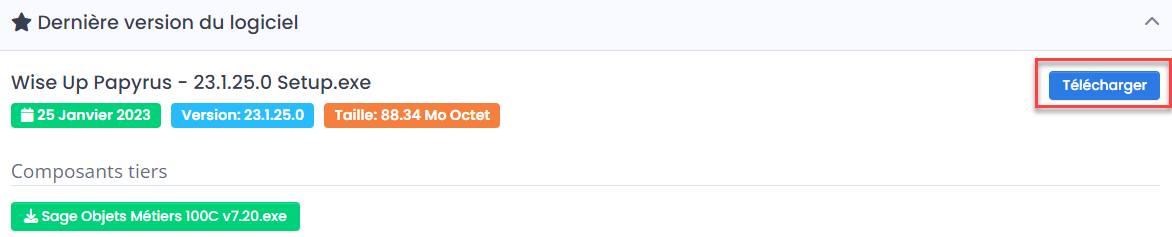 Dernière version du logiciel
Wise Up Papyrus - 23.1.25.0 Setup.exe
Télécharger
25 Janvier 2023 Version: 23.1.25.0 Taille: 88.34 Mo Octet
Composants tiers
Sage Objets Métiers 100C v7.20.exe